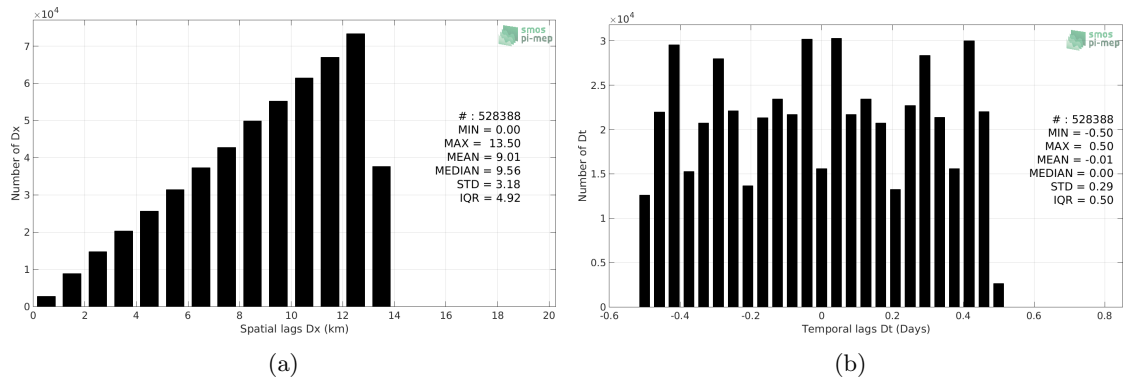 ×10⁴
7
6
5
4
3
2
1
0
Number of Dx
smos
pi-mep
# : 528388
MIN = 0.00
MAX = 13.50
MEAN = 9.01
MEDIAN = 9.56
STD = 3.18
IQR = 4.92
0 2 4 6 8 10 12 14 16 18 20
Spatial lags Dx (km)
(a)
×10⁴
3
2.5
2
1.5
1
0.5
0
Number of Dt
smos
pi-mep
# : 528388
MIN = -0.50
MAX = 0.50
MEAN = -0.01
MEDIAN = 0.00
STD = 0.29
IQR = 0.50
-0.6 -0.4 -0.2 0 0.2 0.4 0.6 0.8
Temporal lags Dt (Days)
(b)